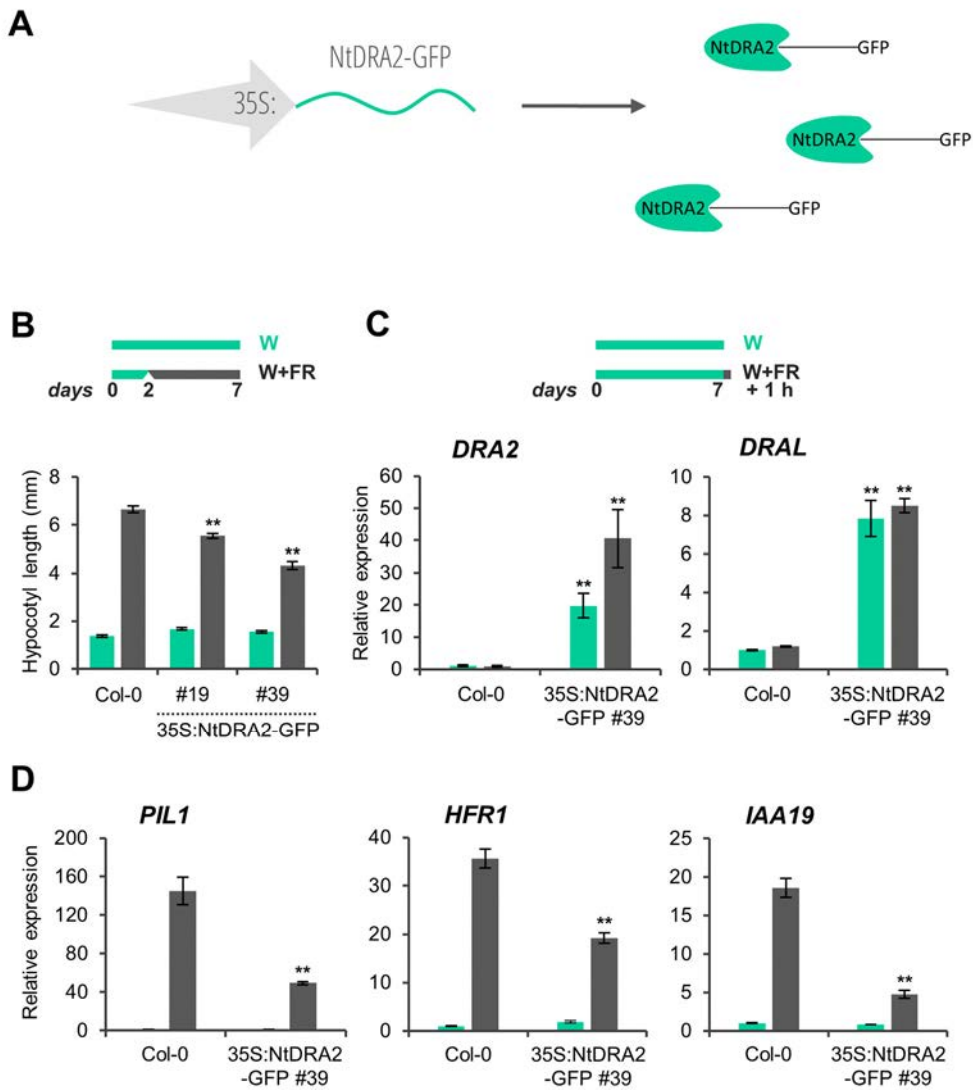 A
35S:
NtDRA2-GFP
NtDRA2
GFP
NtDRA2
GFP
NtDRA2
GFP
B
W
W+FR
days 0 2 7
Hypocotyl length (mm)
8
6
4
2
0
**
**
Col-0 #19 #39
35S:NtDRA2-GFP
C
W
W+FR
+ 1 h
days 0 7
DRA2
Relative expression
60
50
40
30
20
10
0
**
**
Col-0 35S:NtDRA2
-GFP #39
DRAL
10
8
6
4
2
0
** **
Col-0 35S:NtDRA2
-GFP #39
D
PIL1
Relative expression
200
160
120
80
40
0
**
Col-0 35S:NtDRA2
-GFP #39
HFR1
40
30
20
10
0
**
Col-0 35S:NtDRA2
-GFP #39
IAA19
25
20
15
10
5
0
**
Col-0 35S:NtDRA2
-GFP #39